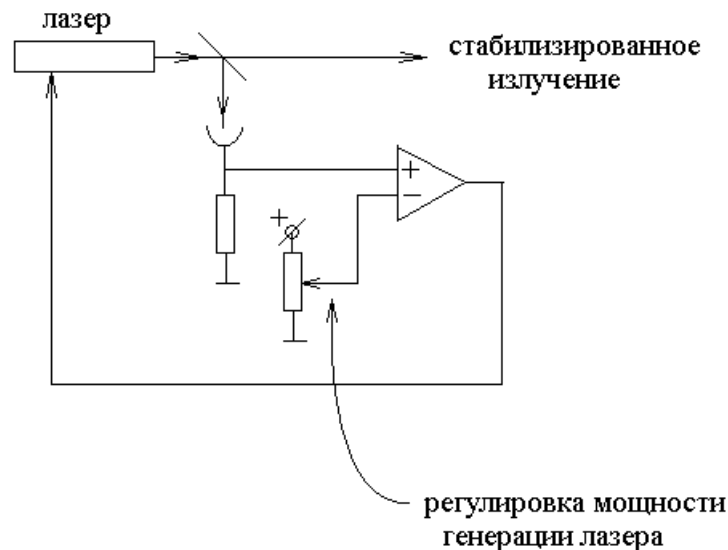 лазер
стабилизированное
излучение
+
+
−
регулировка мощности
генерации лазера